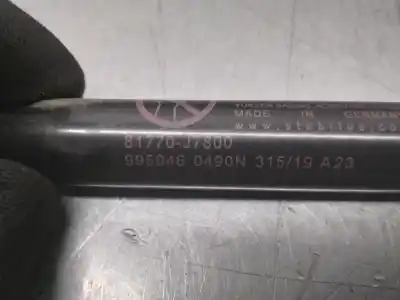 MADE IN GERMANY
www.stabilus.com
81770-J7800
995046 0490N 315/19 A23